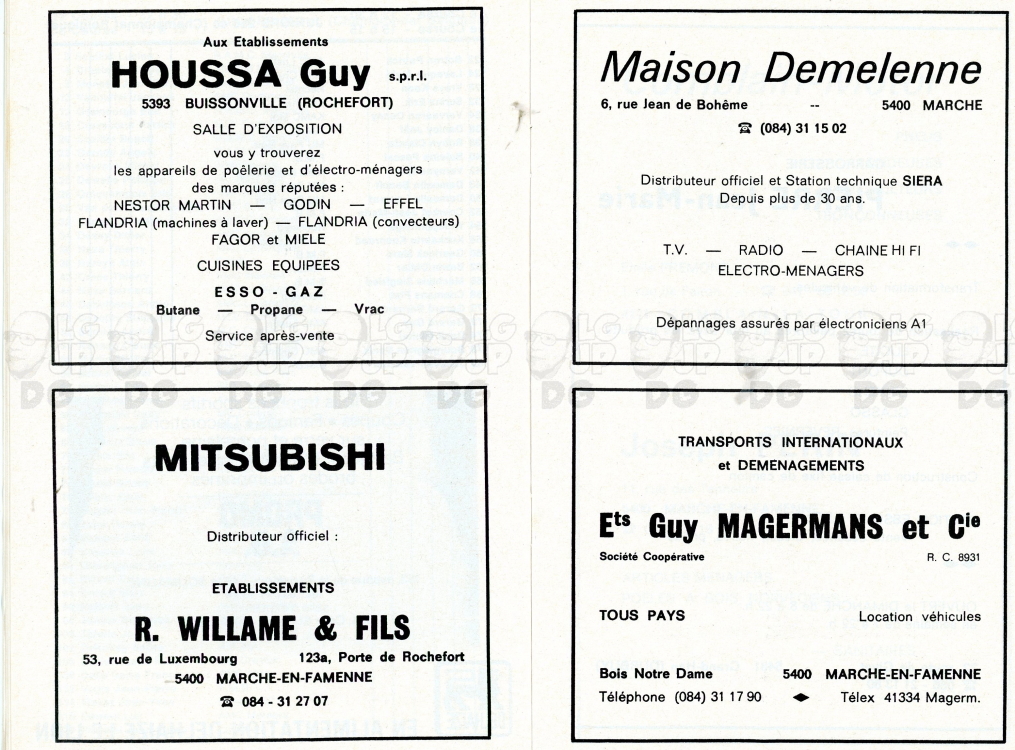 Aux Etablissements
HOUSSA Guy s.p.r.l.
5393 BUISSONVILLE (ROCHEFORT)
SALLE D'EXPOSITION
vous y trouverez
les appareils de poêlerie et d'électro-ménagers
des marques réputées :
NESTOR MARTIN — GODIN — EFFEL
FLANDRIA (machines à laver) — FLANDRIA (convecteurs)
FAGOR et MIELE
CUISINES EQUIPEES
ESSO - GAZ
Butane — Propane — Vrac
Service après-vente
Maison Demelenne
6, rue Jean de Bohême -- 5400 MARCHE
☎ (084) 31 15 02
Distributeur officiel et Station technique SIERA
Depuis plus de 30 ans.
T.V. — RADIO — CHAINE HI FI
ELECTRO-MENAGERS
Dépannages assurés par électroniciens A1
MITSUBISHI
Distributeur officiel :
ETABLISSEMENTS
R. WILLAME & FILS
53, rue de Luxembourg 123a, Porte de Rochefort
5400 MARCHE-EN-FAMENNE
☎ 084 - 31 27 07
TRANSPORTS INTERNATIONAUX
et DEMENAGEMENTS
Ets Guy MAGERMANS et Cie
Société Coopérative R. C. 8931
TOUS PAYS Location véhicules
Bois Notre Dame 5400 MARCHE-EN-FAMENNE
Téléphone (084) 31 17 90 ◆ Télex 41334 Magerm.